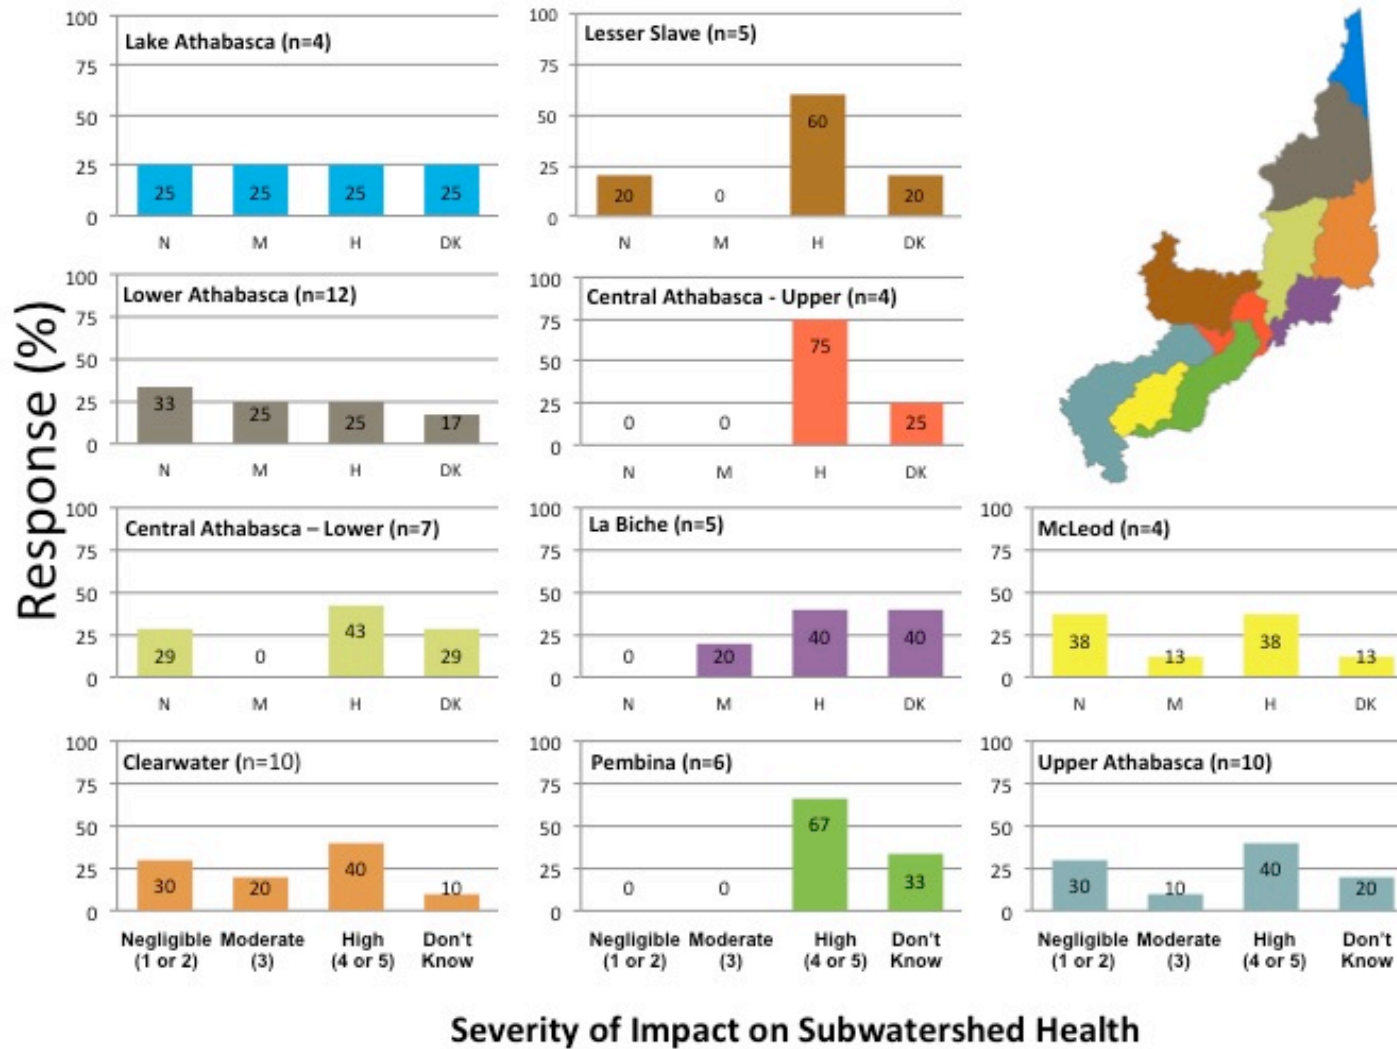 Response (%)
Lake Athabasca (n=4)
100
75
50
25
0
25 25 25 25
N M H DK
Lesser Slave (n=5)
100
75
50
25
0
20 0 60 20
N M H DK
Lower Athabasca (n=12)
100
75
50
25
0
33 25 25 17
N M H DK
Central Athabasca - Upper (n=4)
100
75
50
25
0
0 0 75 25
N M H DK
Central Athabasca – Lower (n=7)
100
75
50
25
0
29 0 43 29
N M H DK
La Biche (n=5)
100
75
50
25
0
0 20 40 40
N M H DK
McLeod (n=4)
100
75
50
25
0
38 13 38 13
N M H DK
Clearwater (n=10)
100
75
50
25
0
30 20 40 10
Negligible Moderate High Don't
(1 or 2) (3) (4 or 5) Know
Pembina (n=6)
100
75
50
25
0
0 0 67 33
Negligible Moderate High Don't
(1 or 2) (3) (4 or 5) Know
Upper Athabasca (n=10)
100
75
50
25
0
30 10 40 20
Negligible Moderate High Don't
(1 or 2) (3) (4 or 5) Know
Severity of Impact on Subwatershed Health